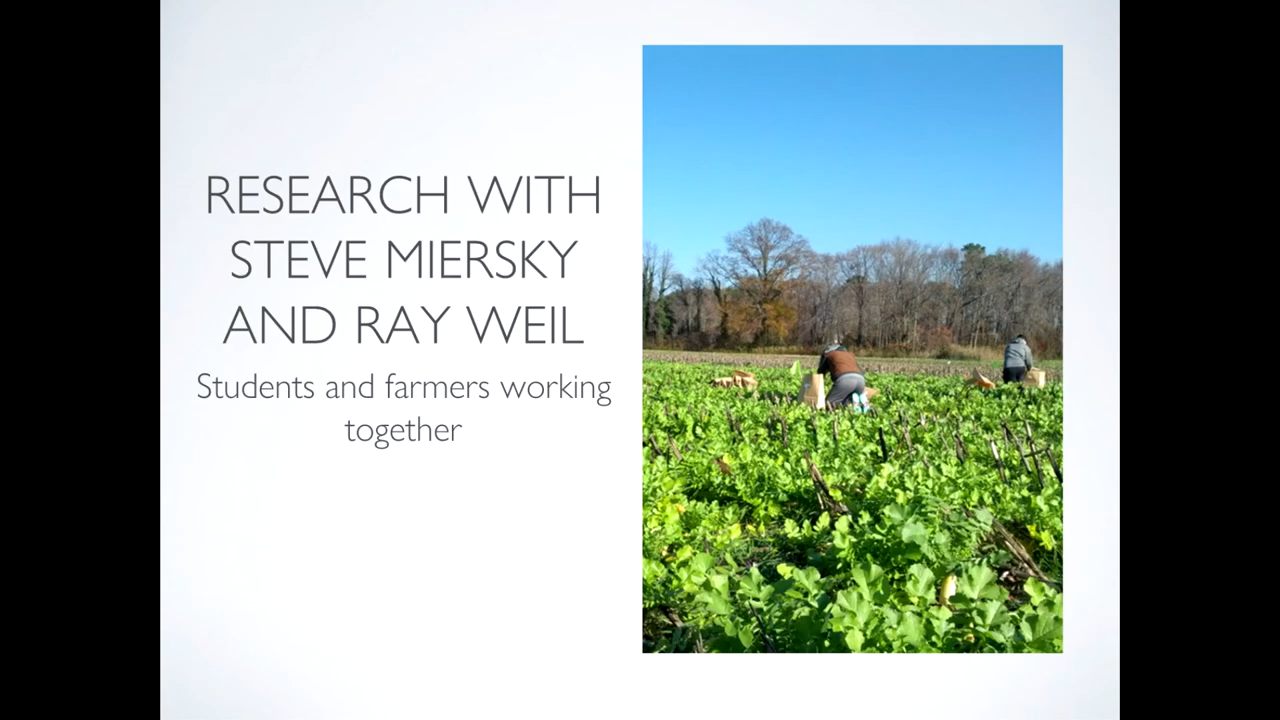 RESEARCH WITH
STEVE MIERSKY
AND RAY WEIL
Students and farmers working
together